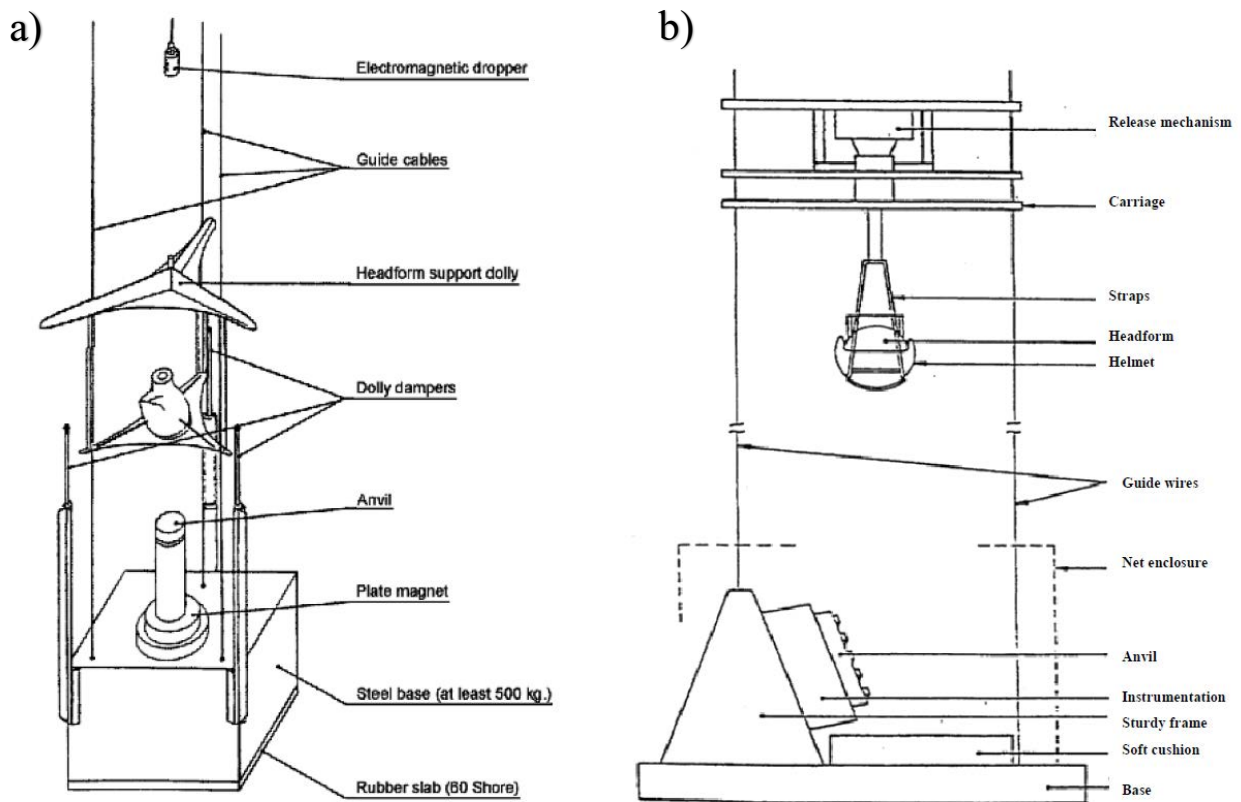 a)
Electromagnetic dropper
Guide cables
Headform support dolly
Dolly dampers
Anvil
Plate magnet
Steel base (at least 500 kg.)
Rubber slab (60 Shore)
b)
Release mechanism
Carriage
Straps
Headform
Helmet
Guide wires
Net enclosure
Anvil
Instrumentation
Sturdy frame
Soft cushion
Base